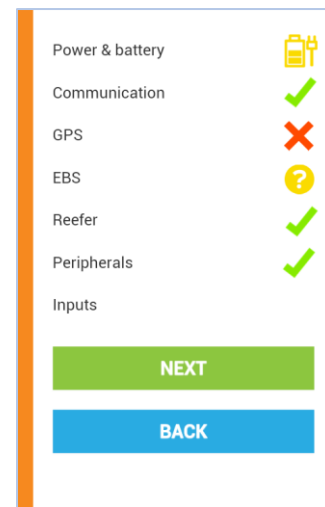 Power & battery
Communication
GPS
EBS
?
Reefer
Peripherals
Inputs
NEXT
BACK